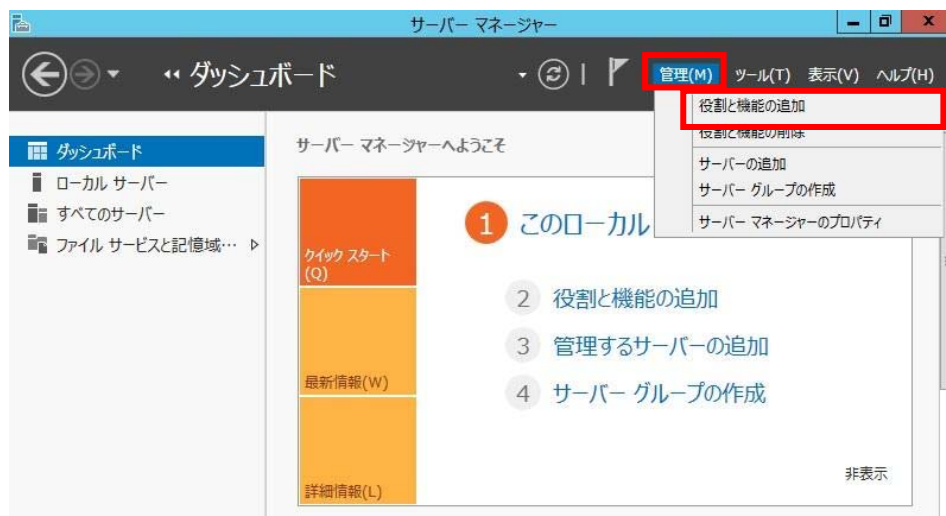 サーバー マネージャー
‹‹ ダッシュボード
管理(M) ツール(T) 表示(V) ヘルプ(H)
役割と機能の追加
役割と機能の削除
サーバーの追加
サーバー グループの作成
サーバー マネージャーのプロパティ
ダッシュボード
ローカル サーバー
すべてのサーバー
ファイル サービスと記憶域…
サーバー マネージャーへようこそ
クイック スタート
(Q)
最新情報(W)
詳細情報(L)
1 このローカル
2 役割と機能の追加
3 管理するサーバーの追加
4 サーバー グループの作成
非表示